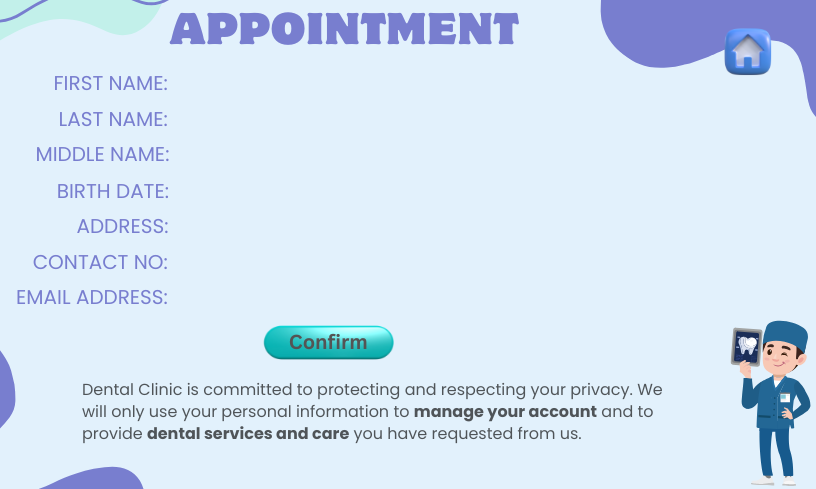 APPOINTMENT
FIRST NAME:
LAST NAME:
MIDDLE NAME:
BIRTH DATE:
ADDRESS:
CONTACT NO:
EMAIL ADDRESS:
Confirm
Dental Clinic is committed to protecting and respecting your privacy. We
will only use your personal information to manage your account and to
provide dental services and care you have requested from us.